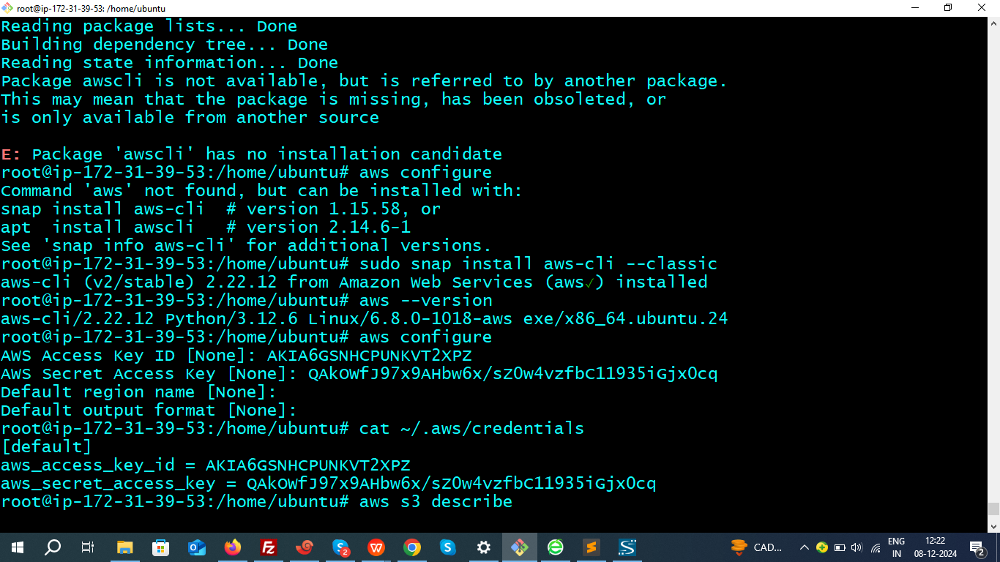 root@ip-172-31-39-53: /home/ubuntu
Reading package lists... Done
Building dependency tree... Done
Reading state information... Done
Package awscli is not available, but is referred to by another package.
This may mean that the package is missing, has been obsoleted, or
is only available from another source
E: Package 'awscli' has no installation candidate
root@ip-172-31-39-53:/home/ubuntu# aws configure
Command 'aws' not found, but can be installed with:
snap install aws-cli  # version 1.15.58, or
apt  install awscli   # version 2.14.6-1
See 'snap info aws-cli' for additional versions.
root@ip-172-31-39-53:/home/ubuntu# sudo snap install aws-cli --classic
aws-cli (v2/stable) 2.22.12 from Amazon Web Services (aws✓) installed
root@ip-172-31-39-53:/home/ubuntu# aws --version
aws-cli/2.22.12 Python/3.12.6 Linux/6.8.0-1018-aws exe/x86_64.ubuntu.24
root@ip-172-31-39-53:/home/ubuntu# aws configure
AWS Access Key ID [None]: AKIA6GSNHCPUNKVT2XPZ
AWS Secret Access Key [None]: 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
Default region name [None]:
Default output format [None]:
root@ip-172-31-39-53:/home/ubuntu# cat ~/.aws/credentials
[default]
aws_access_key_id = AKIA6GSNHCPUNKVT2XPZ
aws_secret_access_key = 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
root@ip-172-31-39-53:/home/ubuntu# aws s3 describe
CAD...
ENG
IN
12:22
08-12-2024
2
2